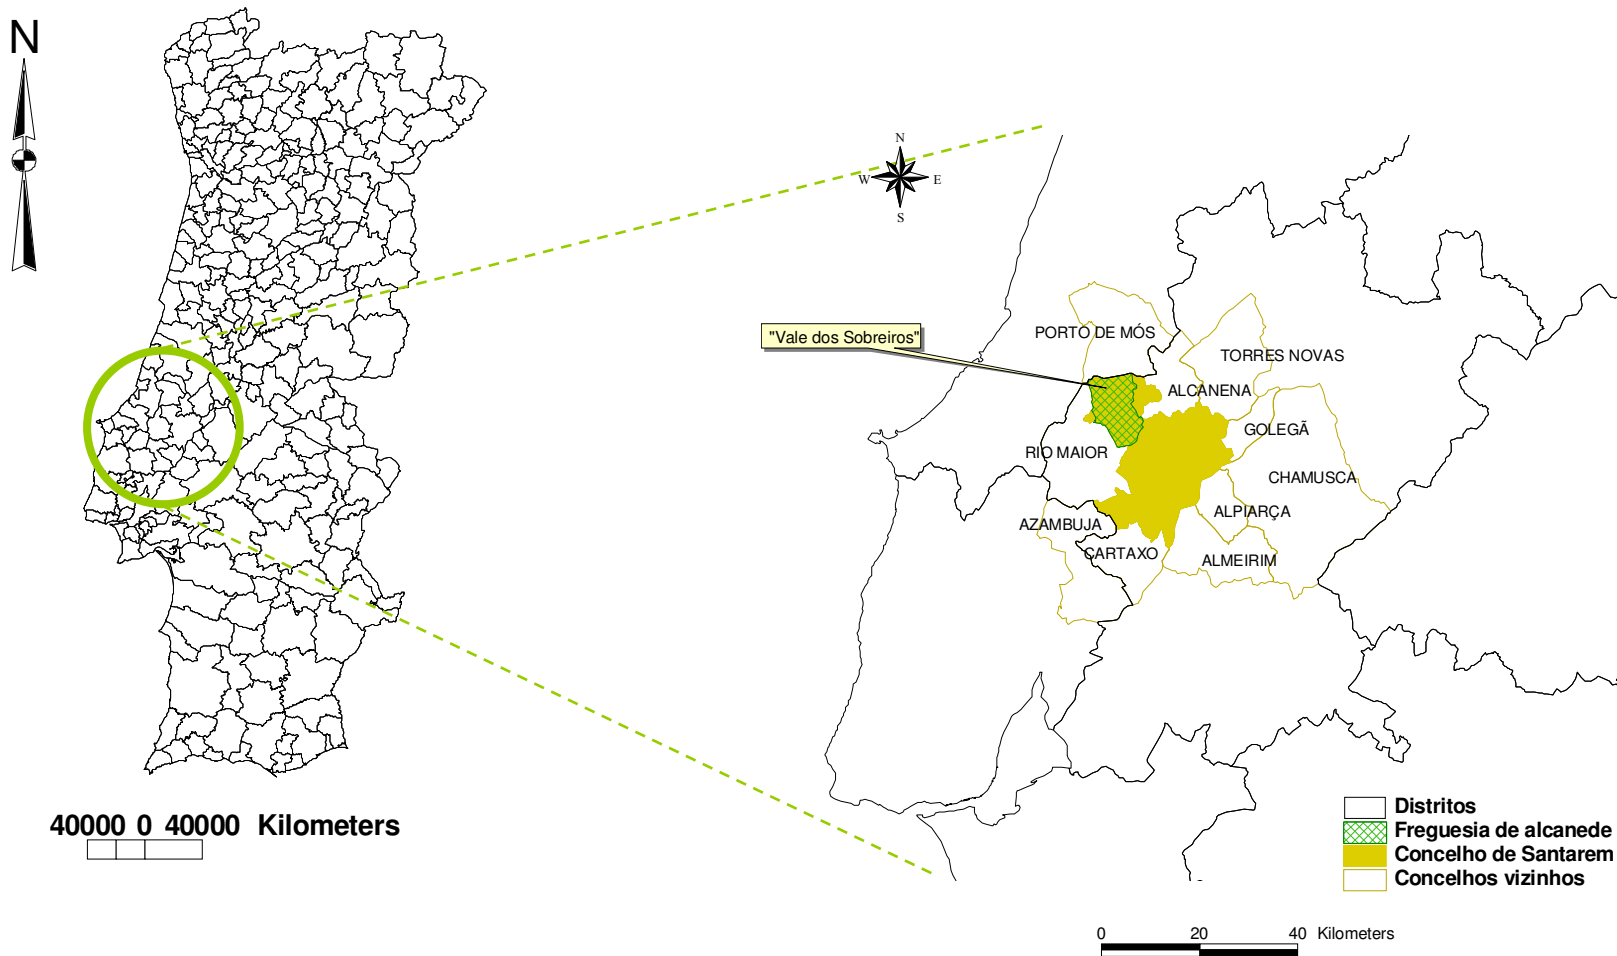 N
N
W
E
S
"Vale dos Sobreiros"
PORTO DE MÓS
TORRES NOVAS
ALCANENA
GOLEGÃ
RIO MAIOR
CHAMUSCA
ALPIARÇA
AZAMBUJA
CARTAXO
ALMEIRIM
40000 0 40000 Kilometers
Distritos
Freguesia de alcanede
Concelho de Santarem
Concelhos vizinhos
0 20 40 Kilometers